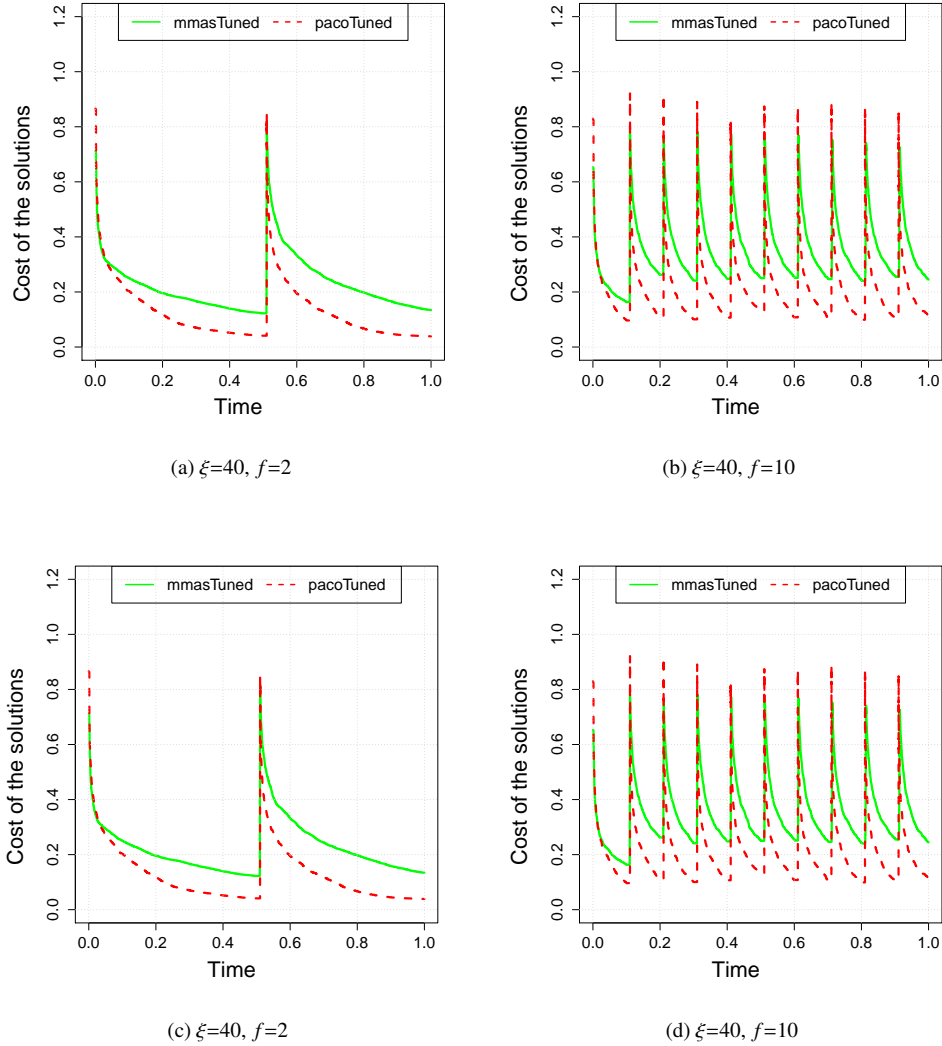 mmasTuned pacoTuned
1.2
1.0
0.8
0.6
0.4
0.2
0.0
Cost of the solutions
0.0 0.2 0.4 0.6 0.8 1.0
Time
(a) ξ=40, f=2
mmasTuned pacoTuned
1.2
1.0
0.8
0.6
0.4
0.2
0.0
Cost of the solutions
0.0 0.2 0.4 0.6 0.8 1.0
Time
(b) ξ=40, f=10
mmasTuned pacoTuned
1.2
1.0
0.8
0.6
0.4
0.2
0.0
Cost of the solutions
0.0 0.2 0.4 0.6 0.8 1.0
Time
(c) ξ=40, f=2
mmasTuned pacoTuned
1.2
1.0
0.8
0.6
0.4
0.2
0.0
Cost of the solutions
0.0 0.2 0.4 0.6 0.8 1.0
Time
(d) ξ=40, f=10